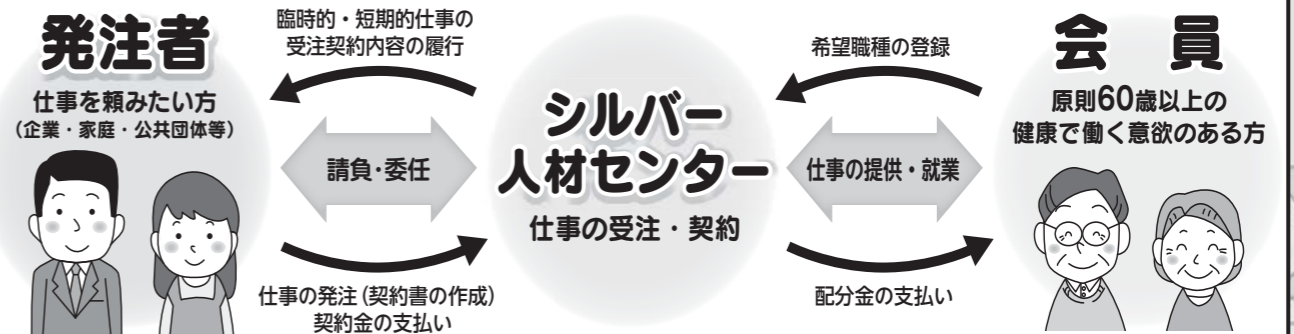 発注者
仕事を頼みたい方
(企業・家庭・公共団体等)
臨時的・短期的仕事の
受注契約内容の履行
請負・委任
仕事の発注(契約書の作成)
契約金の支払い
シルバー
人材センター
仕事の受注・契約
希望職種の登録
仕事の提供・就業
配分金の支払い
会員
原則60歳以上の
健康で働く意欲のある方